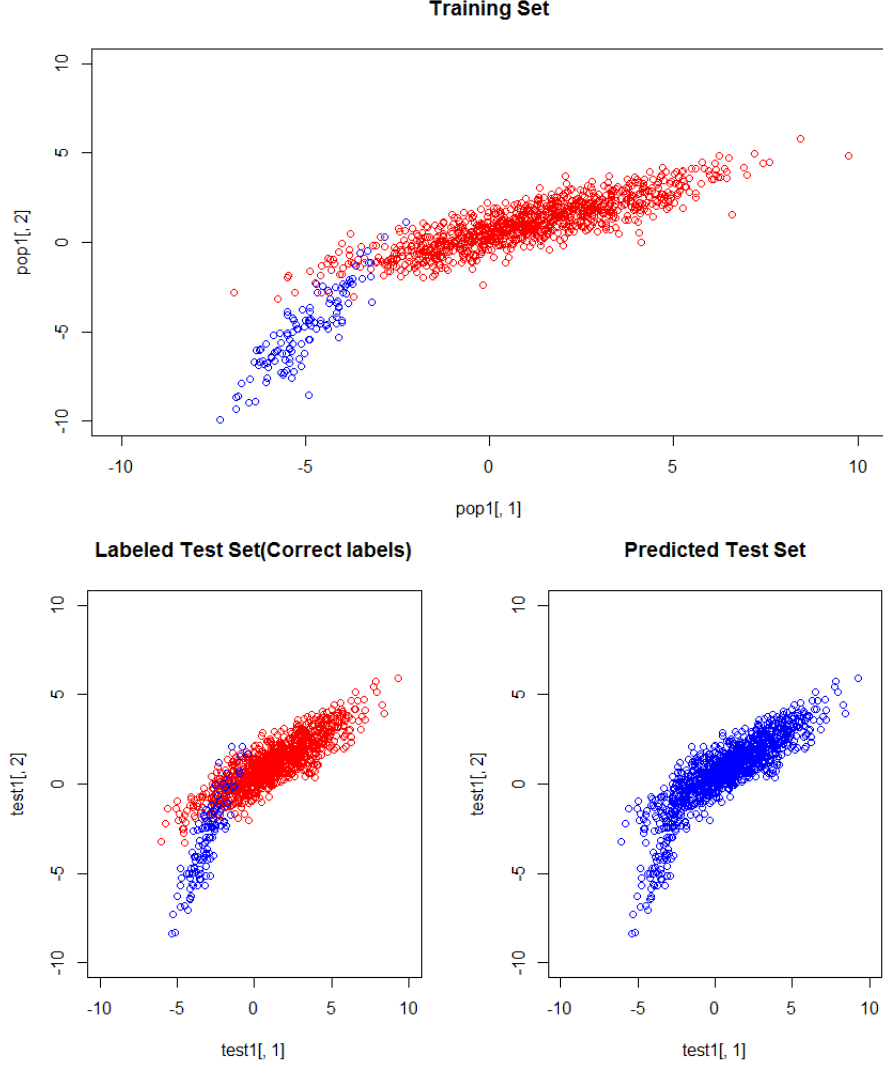 Training Set
10
5
0
-5
-10
pop1[, 2]
-10 -5 0 5 10
pop1[, 1]
Labeled Test Set(Correct labels)
10
5
0
-5
-10
test1[, 2]
-10 -5 0 5 10
test1[, 1]
Predicted Test Set
10
5
0
-5
-10
test1[, 2]
-10 -5 0 5 10
test1[, 1]